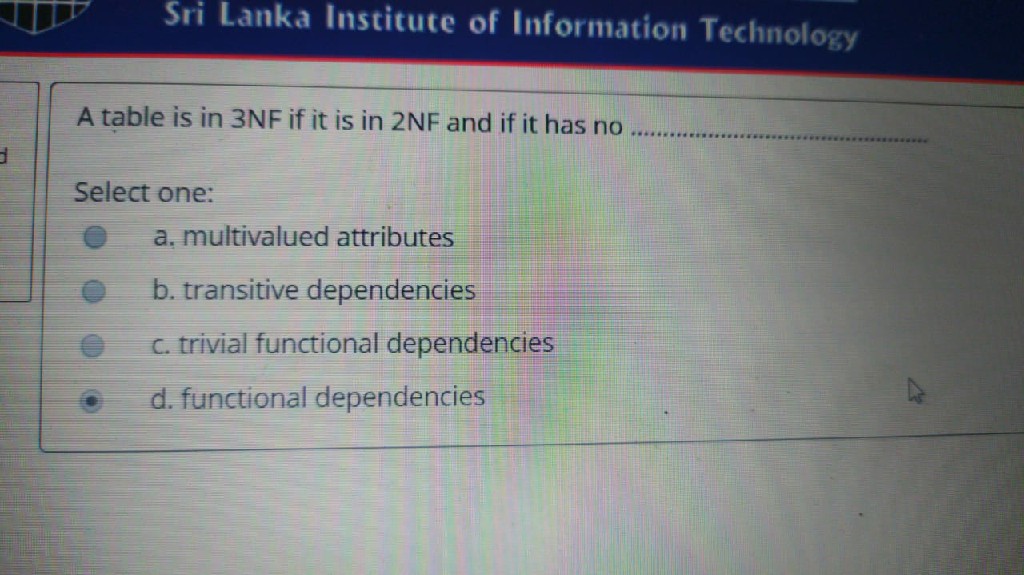 Sri Lanka Institute of Information Technology
A table is in 3NF if it is in 2NF and if it has no ................................................................
d
Select one:
a. multivalued attributes
b. transitive dependencies
c. trivial functional dependencies
d. functional dependencies